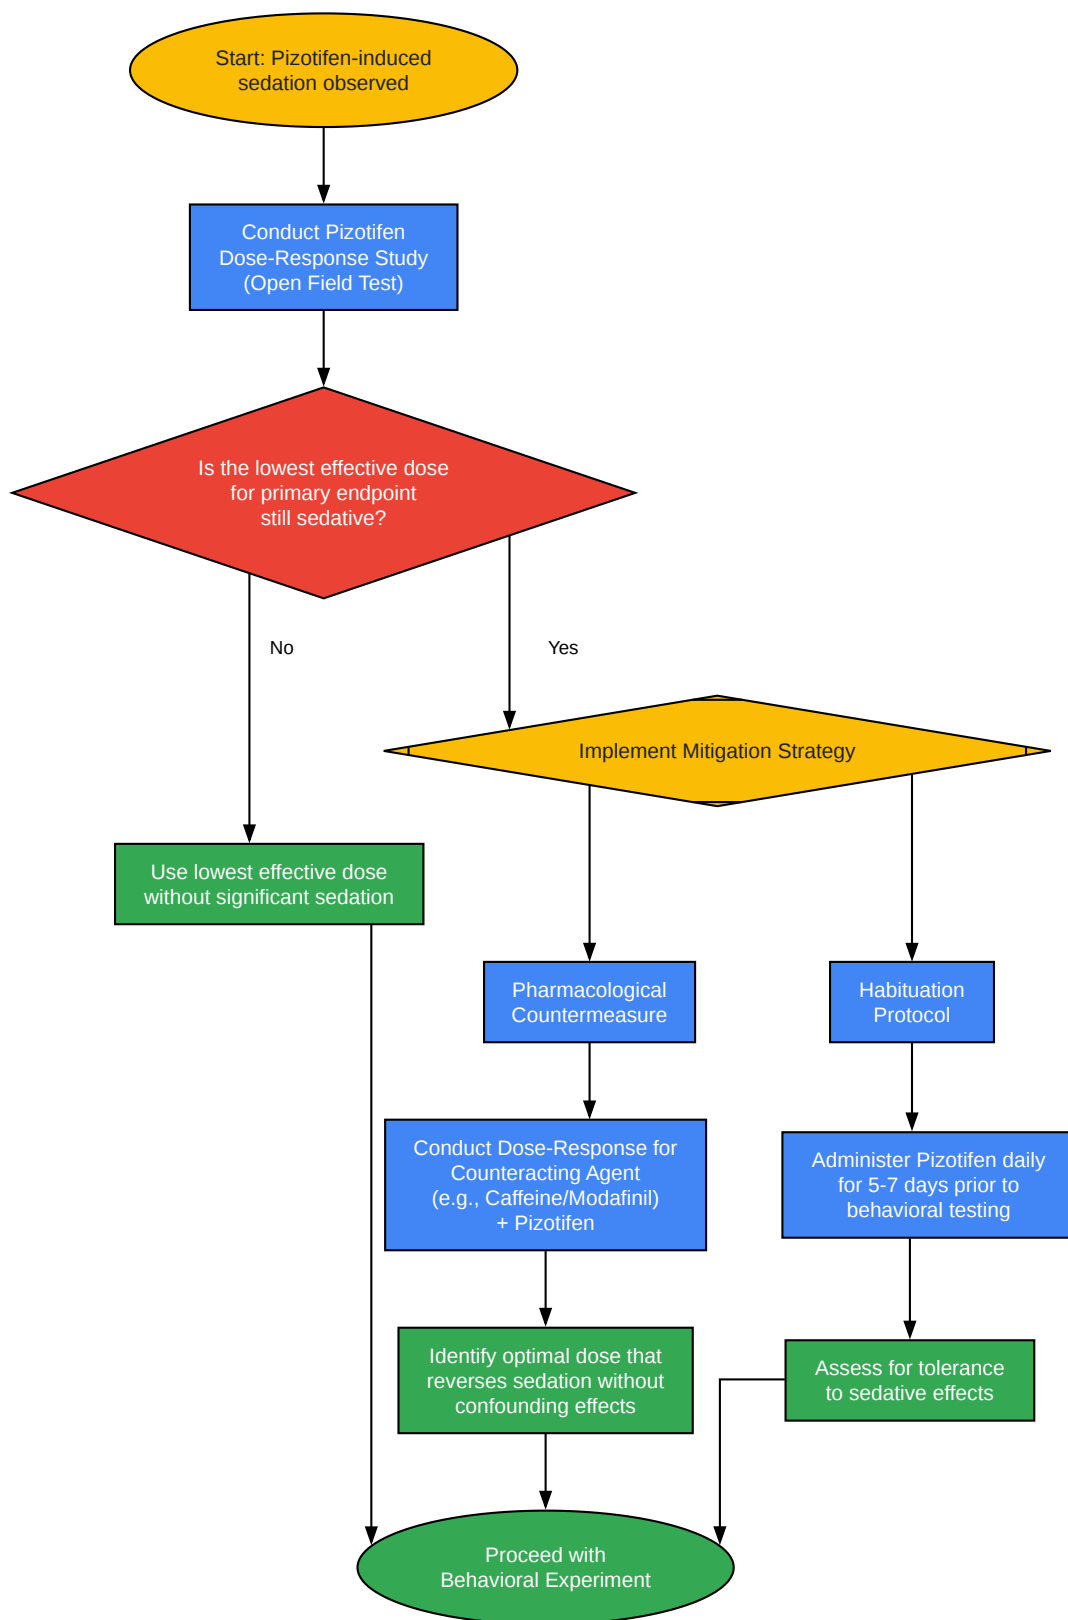 Start: Pizotifen-induced
sedation observed
Conduct Pizotifen
Dose-Response Study
(Open Field Test)
Is the lowest effective dose
for primary endpoint
still sedative?
No
Yes
Implement Mitigation Strategy
Use lowest effective dose
without significant sedation
Pharmacological
Countermeasure
Habituation
Protocol
Conduct Dose-Response for
Counteracting Agent
(e.g., Caffeine/Modafinil)
+ Pizotifen
Administer Pizotifen daily
for 5-7 days prior to
behavioral testing
Identify optimal dose that
reverses sedation without
confounding effects
Assess for tolerance
to sedative effects
Proceed with
Behavioral Experiment